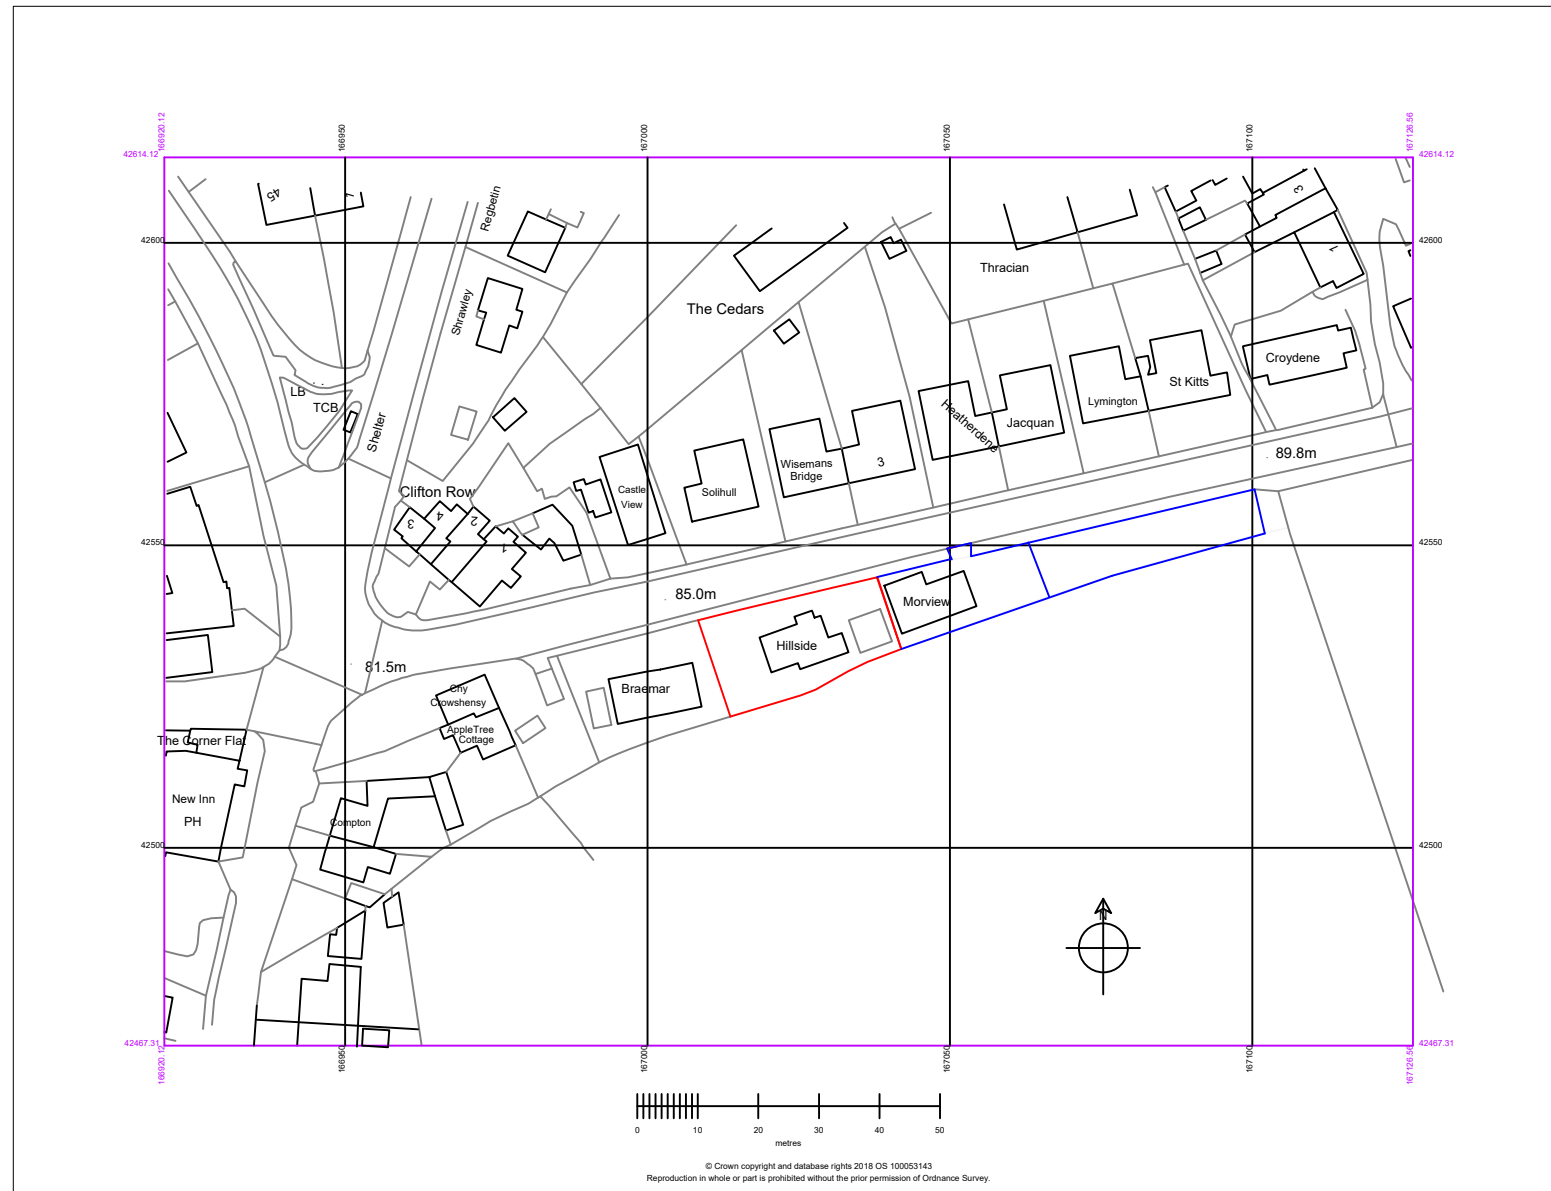 166920.12
166950
167000
167050
167100
167126.56
42614.12
42614.12
45
7
Regbetin
3
42600
42600
1
Thracian
The Cedars
Shrawley
Croydene
St Kitts
LB
TCB
Lymington
Shelter
Heatherdene
Jacquan
89.8m
Wisemans
Bridge
3
Castle
View
Solihull
Clifton Row
3
4
2
1
42550
42550
85.0m
Morview
Hillside
81.5m
Braemar
Chy
Crowshensy
AppleTree
Cottage
The Corner Flat
New Inn
PH
Compton
42500
42500
N
42467.31
42467.31
166920.12
166950
167000
167050
167100
167126.56
0 10 20 30 40 50
metres
© Crown copyright and database rights 2018 OS 100053143
Reproduction in whole or part is prohibited without the prior permission of Ordnance Survey.